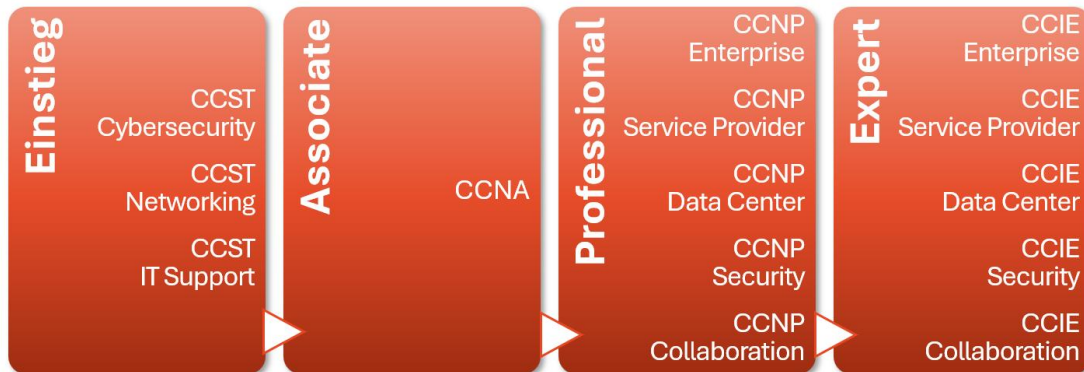 Einstieg
CCST
Cybersecurity
CCST
Networking
CCST
IT Support
Associate
CCNA
Professional
CCNP
Enterprise
CCNP
Service Provider
CCNP
Data Center
CCNP
Security
CCNP
Collaboration
Expert
CCIE
Enterprise
CCIE
Service Provider
CCIE
Data Center
CCIE
Security
CCIE
Collaboration